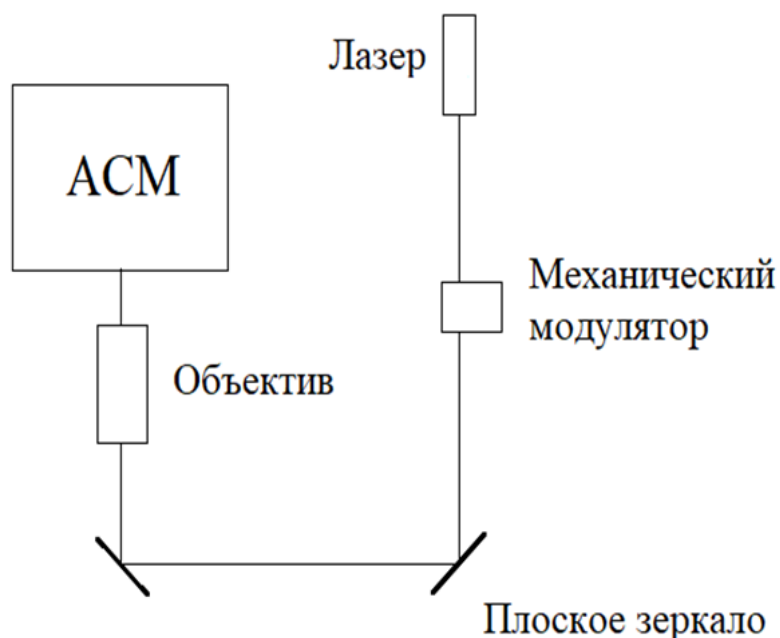 Лазер
АСМ
Механический
модулятор
Объектив
Плоское зеркало